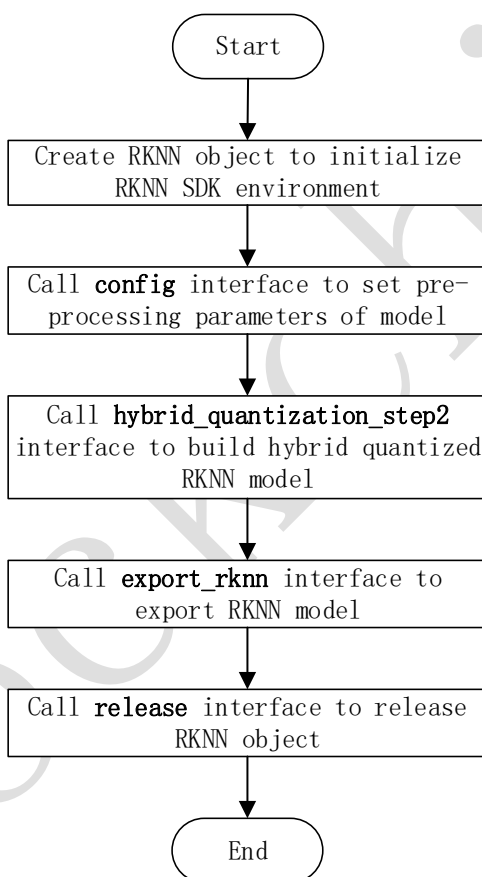 Start
Create RKNN object to initialize
RKNN SDK environment
Call config interface to set pre-
processing parameters of model
Call hybrid_quantization_step2
interface to build hybrid quantized
RKNN model
Call export_rknn interface to
export RKNN model
Call release interface to release
RKNN object
End